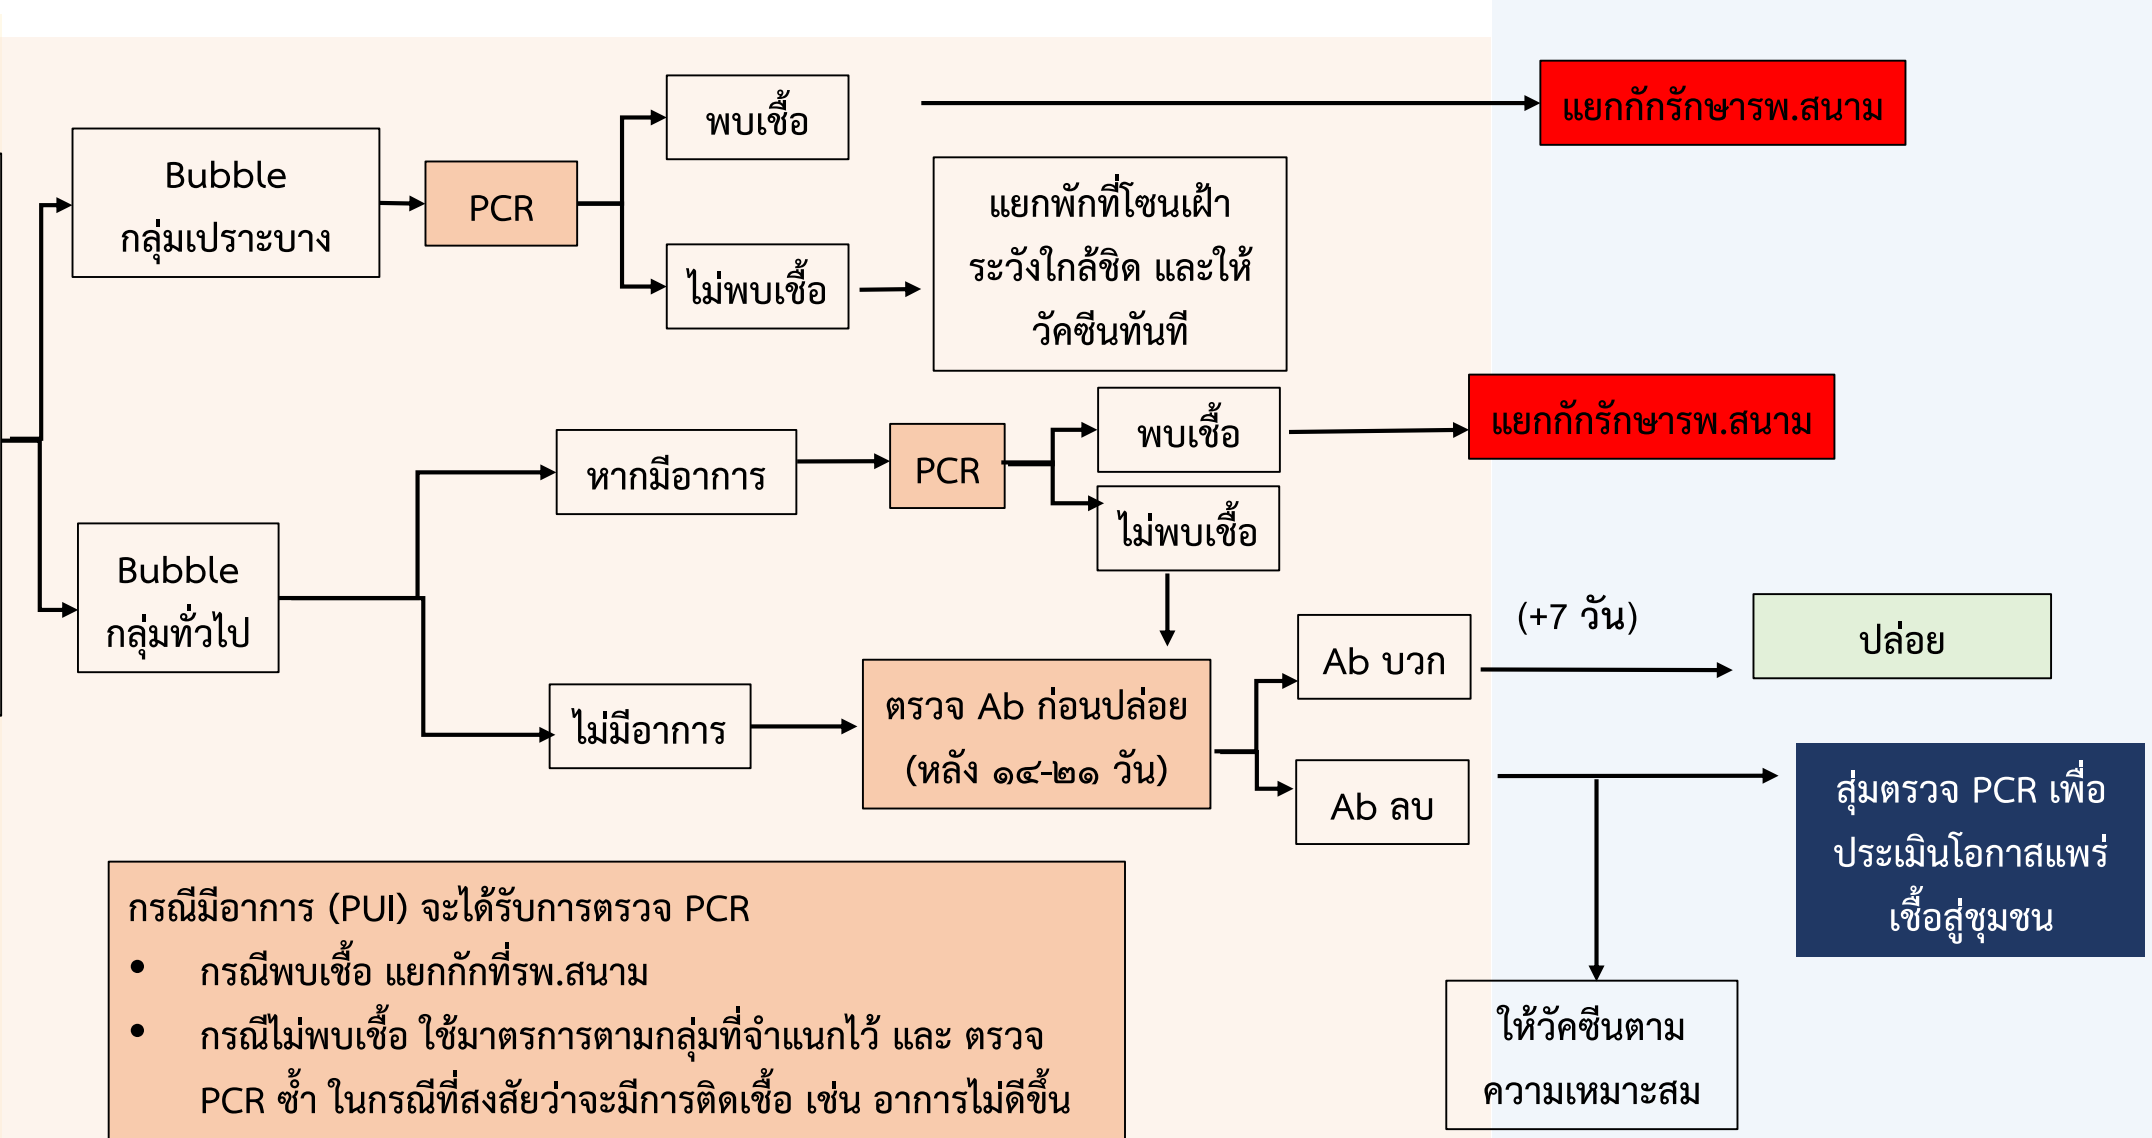 พบเชื้อ
แยกกักรักษารพ.สนาม
Bubble
กลุ่มเปราะบาง
PCR
ไม่พบเชื้อ
แยกพักที่โซนเฝ้า
ระวังใกล้ชิด และให้
วัคซีนทันที
หากมีอาการ
PCR
พบเชื้อ
แยกกักรักษารพ.สนาม
ไม่พบเชื้อ
Bubble
กลุ่มทั่วไป
ไม่มีอาการ
ตรวจ Ab ก่อนปล่อย
(หลัง ๑๔-๒๑ วัน)
Ab บวก
(+7 วัน)
ปล่อย
Ab ลบ
สุ่มตรวจ PCR เพื่อ
ประเมินโอกาสแพร่
เชื้อสู่ชุมชน
ให้วัคซีนตาม
ความเหมาะสม
กรณีมีอาการ (PUI) จะได้รับการตรวจ PCR
• กรณีพบเชื้อ แยกกักที่รพ.สนาม
• กรณีไม่พบเชื้อ ใช้มาตรการตามกลุ่มที่จำแนกไว้ และ ตรวจ
PCR ซ้ำ ในกรณีที่สงสัยว่าจะมีการติดเชื้อ เช่น อาการไม่ดีขึ้น